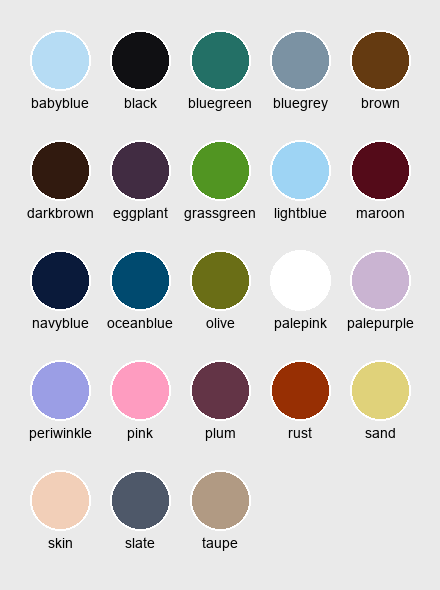 babyblue black bluegreen bluegrey brown
darkbrown eggplant grassgreen lightblue maroon
navyblue oceanblue olive palepink palepurple
periwinkle pink plum rust sand
skin slate taupe